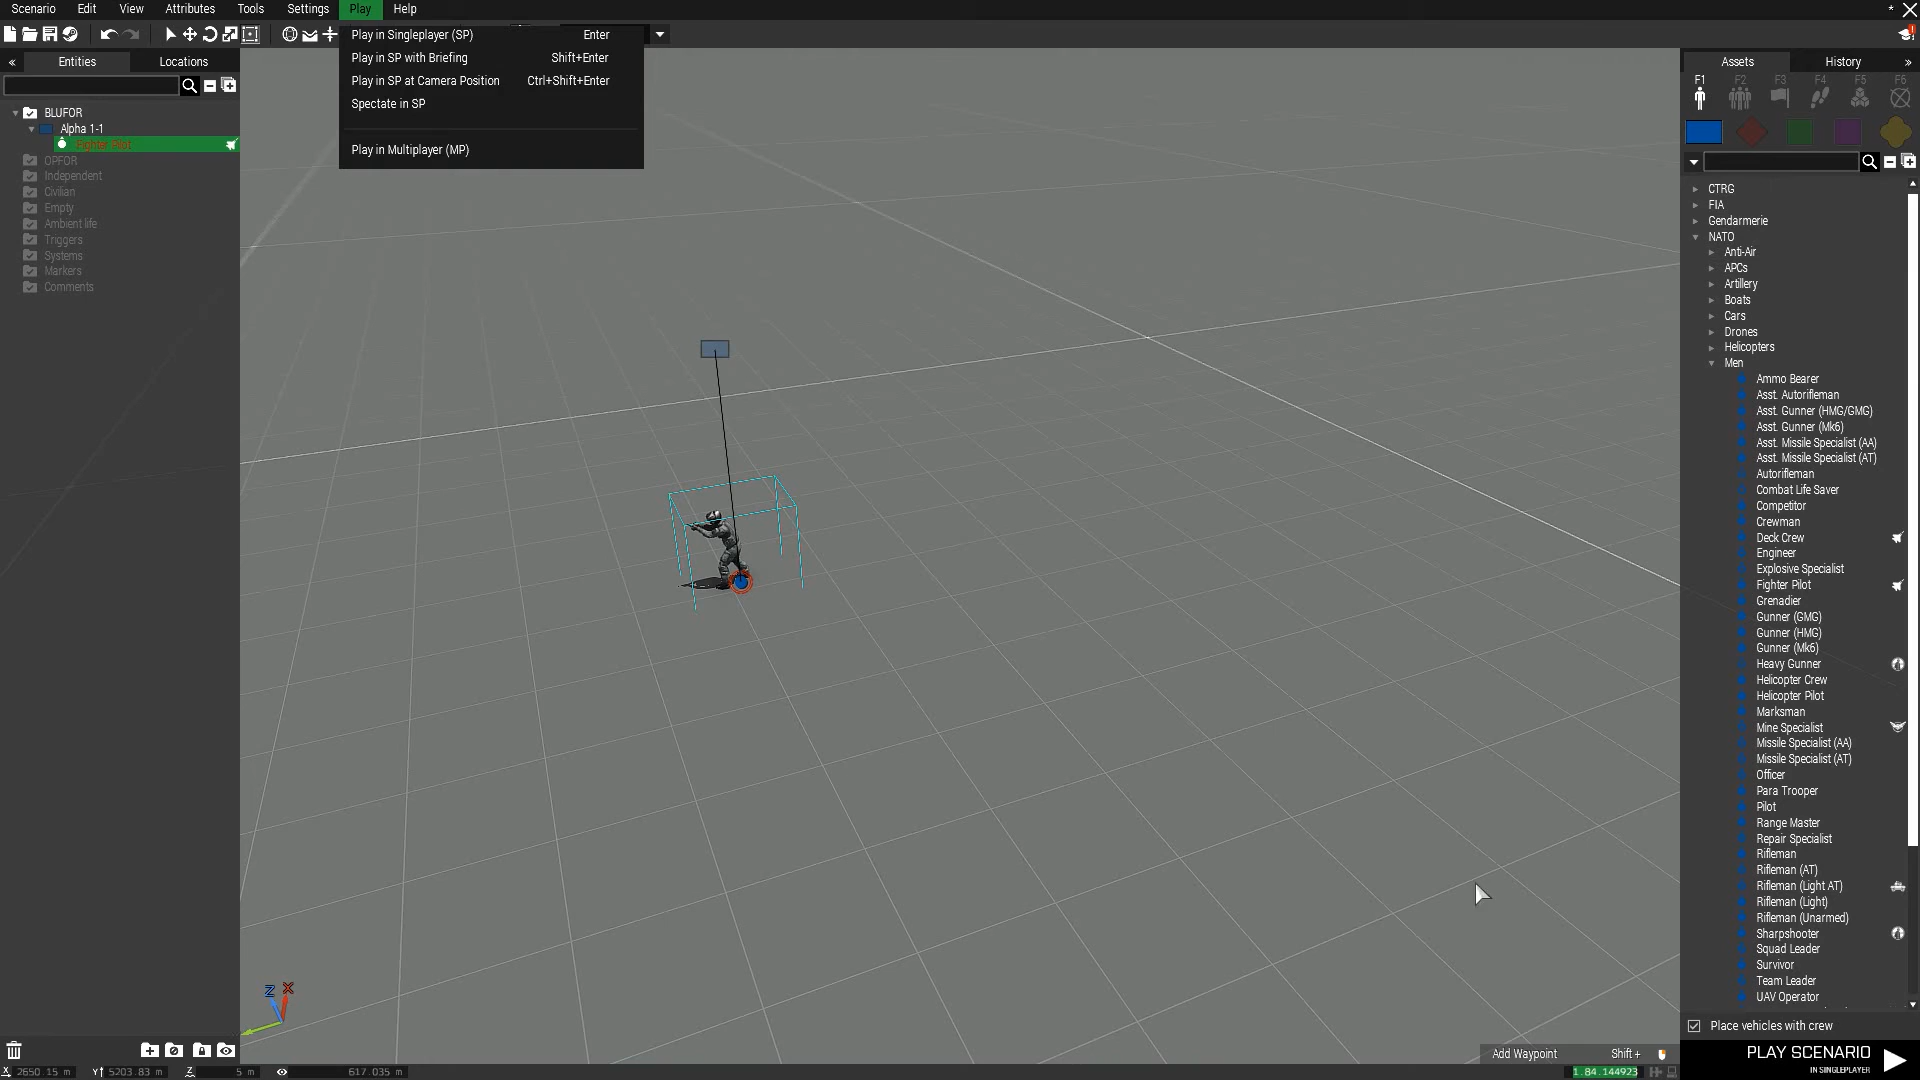 Scenario Edit View Attributes Tools Settings Play Help *
Play in Singleplayer (SP) Enter
Play in SP with Briefing Shift+Enter
Play in SP at Camera Position Ctrl+Shift+Enter
Spectate in SP
Play in Multiplayer (MP)
« Entities Locations
BLUFOR
Alpha 1-1
Fighter Pilot
OPFOR
Independent
Civilian
Empty
Ambient life
Triggers
Systems
Markers
Comments
Z X
Assets History »
F1 F2 F3 F4 F5 F6
CTRG
FIA
Gendarmerie
NATO
Anti-Air
APCs
Artillery
Boats
Cars
Drones
Helicopters
Men
Ammo Bearer
Asst. Autorifleman
Asst. Gunner (HMG/GMG)
Asst. Gunner (Mk6)
Asst. Missile Specialist (AA)
Asst. Missile Specialist (AT)
Autorifleman
Combat Life Saver
Competitor
Crewman
Deck Crew
Engineer
Explosive Specialist
Fighter Pilot
Grenadier
Gunner (GMG)
Gunner (HMG)
Gunner (Mk6)
Heavy Gunner
Helicopter Crew
Helicopter Pilot
Marksman
Mine Specialist
Missile Specialist (AA)
Missile Specialist (AT)
Officer
Para Trooper
Pilot
Range Master
Repair Specialist
Rifleman
Rifleman (AT)
Rifleman (Light AT)
Rifleman (Light)
Rifleman (Unarmed)
Sharpshooter
Squad Leader
Survivor
Team Leader
UAV Operator
Place vehicles with crew
Add Waypoint Shift+
PLAY SCENARIO
IN SINGLEPLAYER
X 2650.15 m Y 5203.83 m Z 5 m 617.035 m 1.84.144923